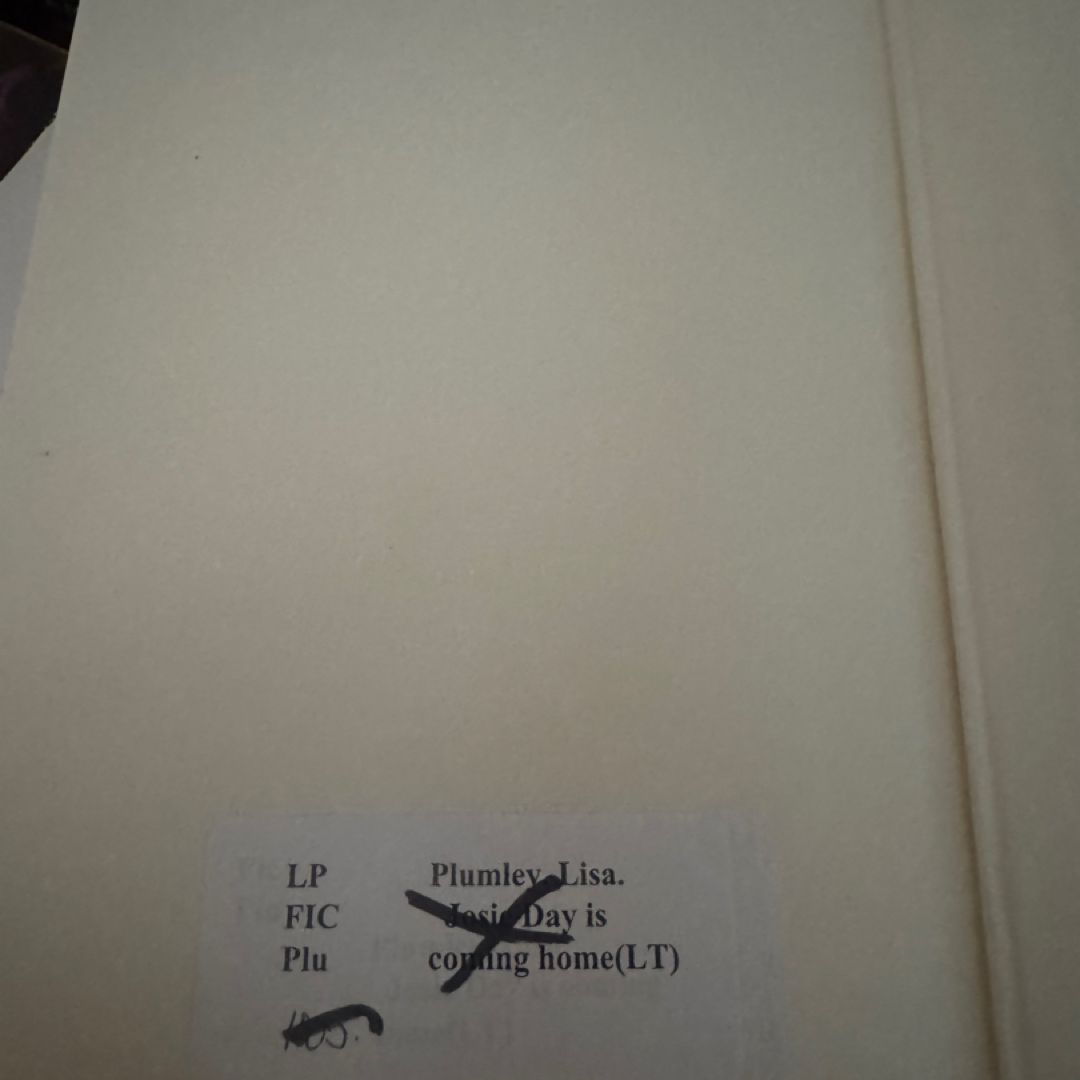 LP Plumley, Lisa.
FIC Josie Day is
Plu coming home(LT)